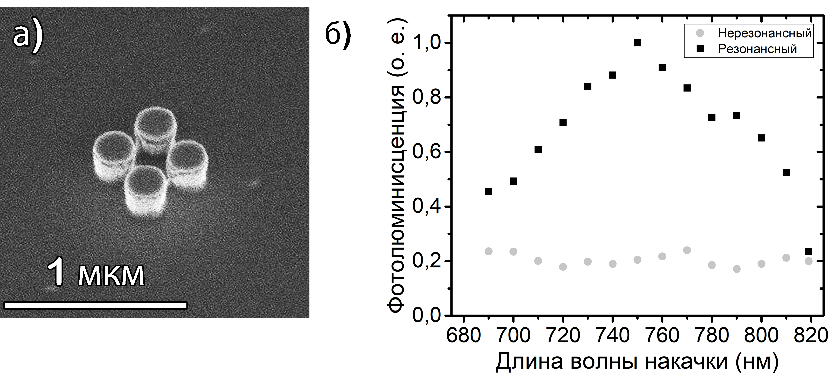 а)
1 мкм
б)
Фотолюминисценция (о. е.)
1,0
0,8
0,6
0,4
0,2
0,0
Нерезонансный
Резонансный
680 700 720 740 760 780 800 820
Длина волны накачки (нм)